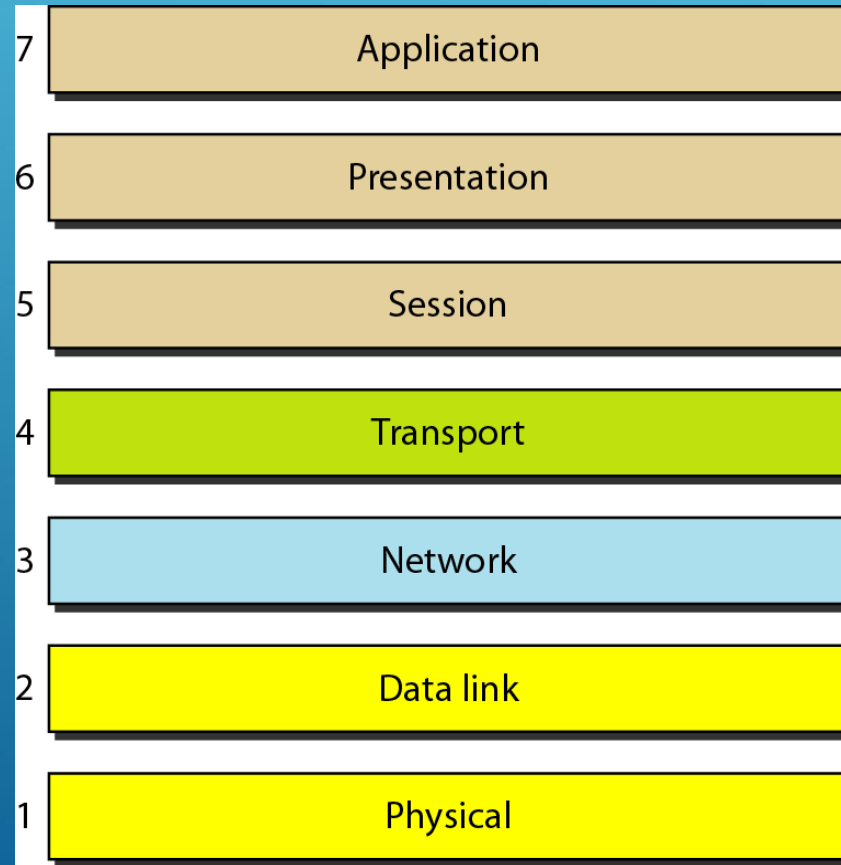 7 Application
6 Presentation
5 Session
4 Transport
3 Network
2 Data link
1 Physical